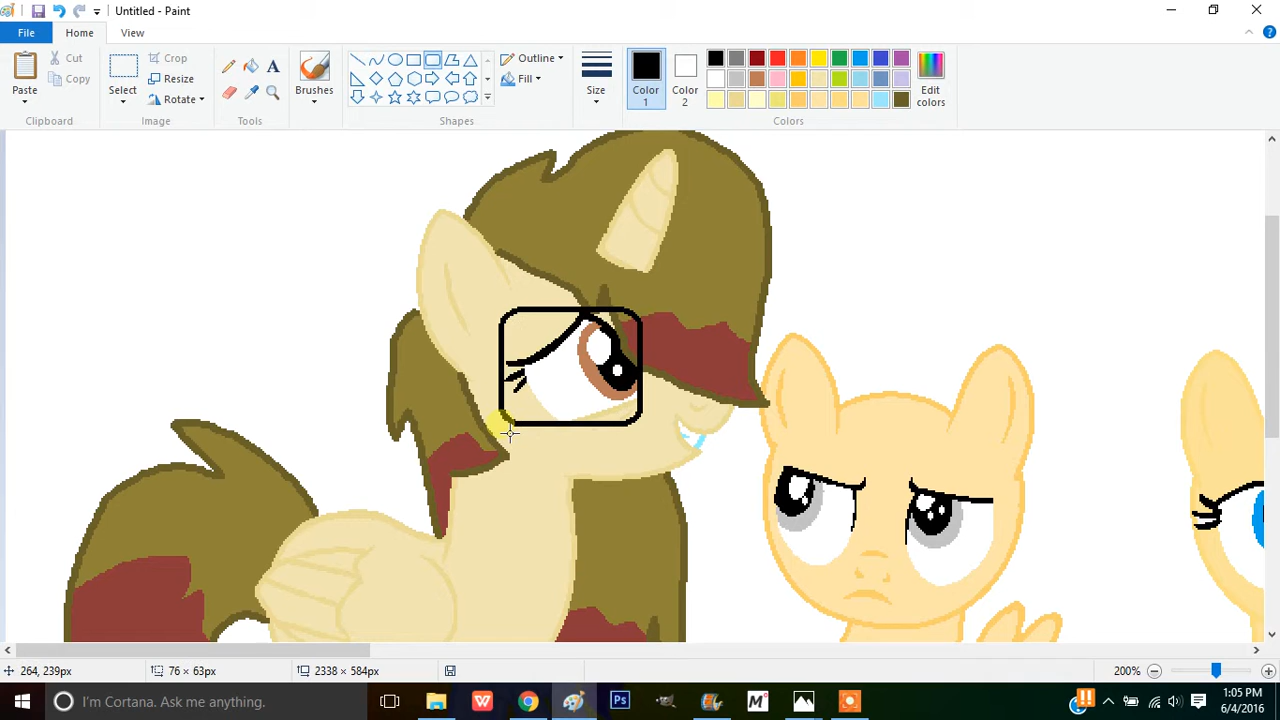 Untitled - Paint
File
Home
View
Paste
Cut
Copy
Clipboard
Select
Crop
Resize
Rotate
Image
A
Tools
Brushes
Shapes
Outline
Fill
Size
Color 1
Color 2
Edit colors
Colors
264, 239px
76 × 63px
2338 × 584px
200%
I'm Cortana. Ask me anything.
W
Ps
M
1:05 PM
6/4/2016